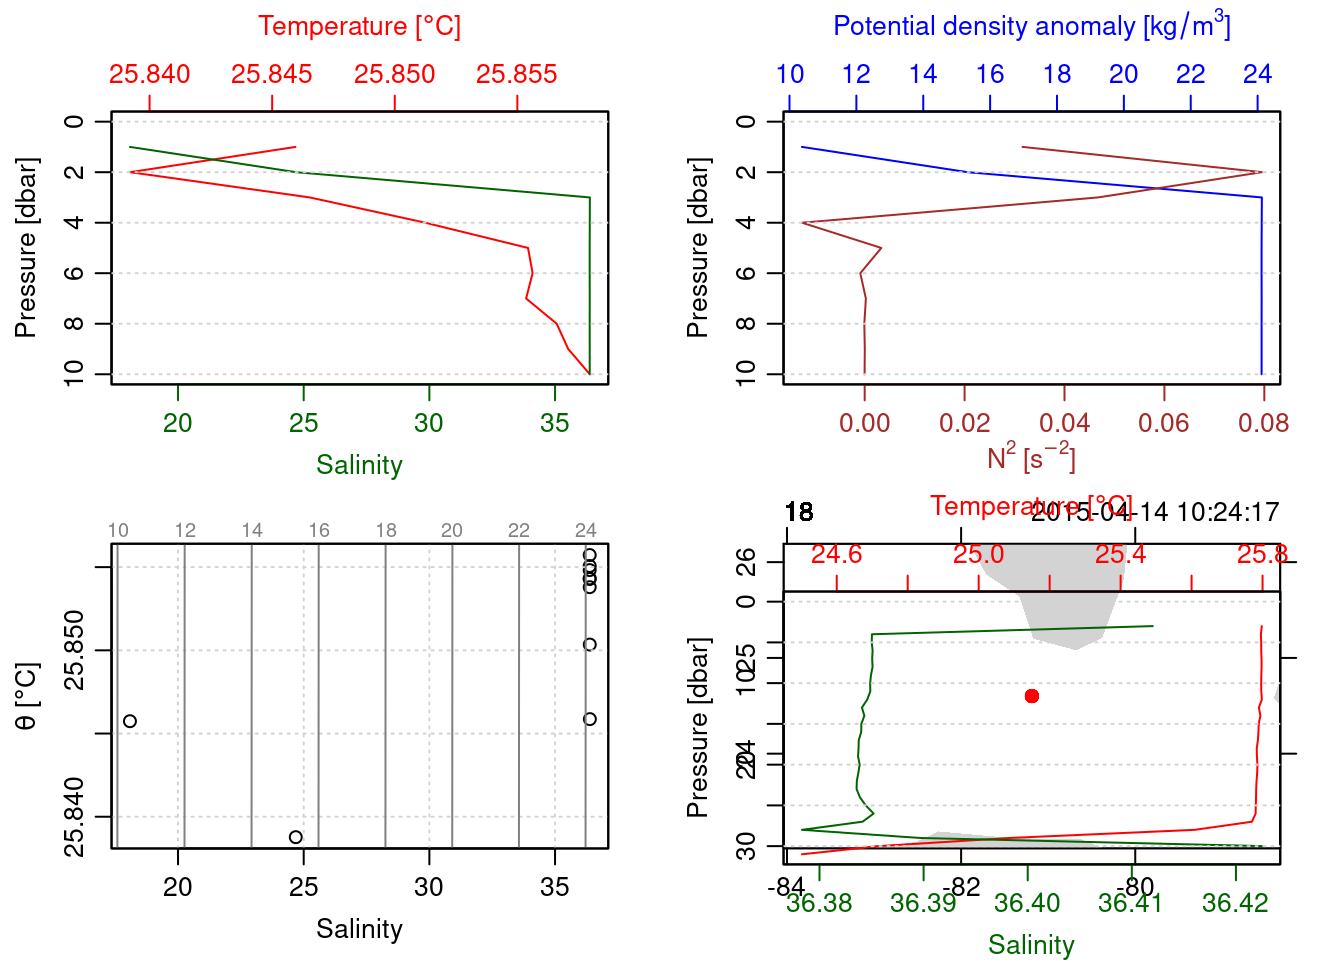 Temperature [°C]
25.840 25.845 25.850 25.855
Pressure [dbar]
0 2 4 6 8 10
20 25 30 35
Salinity
Potential density anomaly [kg/m³]
10 12 14 16 18 20 22 24
Pressure [dbar]
0 2 4 6 8 10
0.00 0.02 0.04 0.06 0.08
N² [s⁻²]
10 12 14 16 18 20 22 24
θ [°C]
25.840 25.850
20 25 30 35
Salinity
18
Temperature [°C]
2015-04-14 10:24:17
24.6 25.0 25.4 25.8
26 25 24
Pressure [dbar]
0 10 20 30
-84 -82 -80
36.38 36.39 36.40 36.41 36.42
Salinity